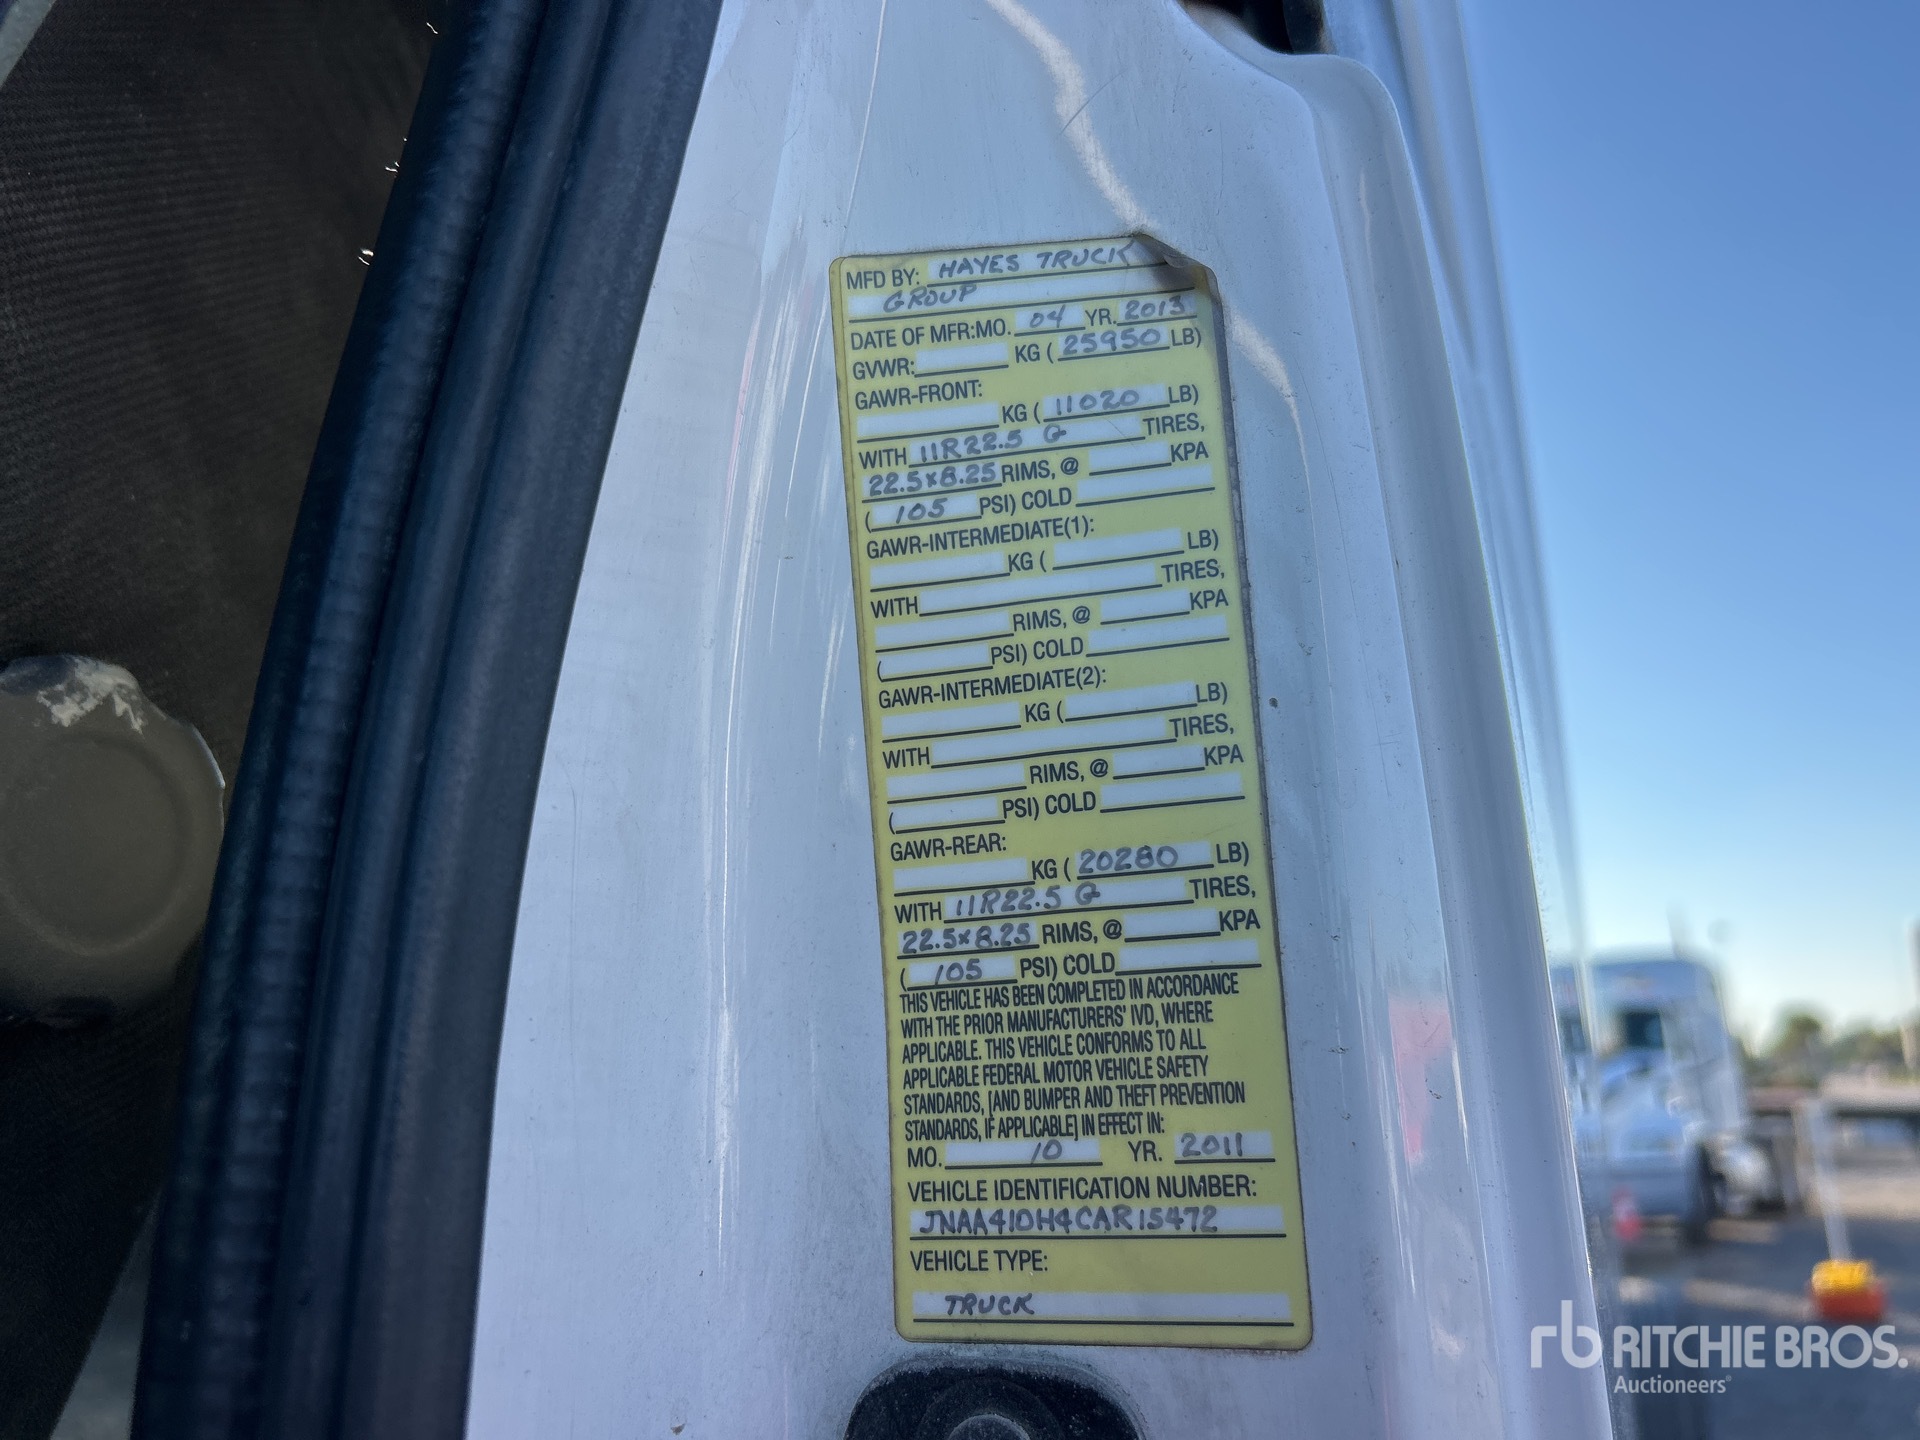 MFD BY: HAYES TRUCK
GROUP
DATE OF MFR:MO. 04 YR. 2013
GVWR: KG ( 25950 LB)
GAWR-FRONT:
KG ( 11020 LB)
WITH 11R22.5 G TIRES,
22.5x8.25 RIMS, @ KPA
( 105 PSI) COLD
GAWR-INTERMEDIATE(1):
KG ( LB)
WITH TIRES,
RIMS, @ KPA
( PSI) COLD
GAWR-INTERMEDIATE(2):
KG ( LB)
WITH TIRES,
RIMS, @ KPA
( PSI) COLD
GAWR-REAR:
KG ( 20280 LB)
WITH 11R22.5 G TIRES,
22.5x8.25 RIMS, @ KPA
( 105 PSI) COLD
THIS VEHICLE HAS BEEN COMPLETED IN ACCORDANCE
WITH THE PRIOR MANUFACTURERS' IVD, WHERE
APPLICABLE. THIS VEHICLE CONFORMS TO ALL
APPLICABLE FEDERAL MOTOR VEHICLE SAFETY
STANDARDS, [AND BUMPER AND THEFT PREVENTION
STANDARDS, IF APPLICABLE] IN EFFECT IN:
MO. 10 YR. 2011
VEHICLE IDENTIFICATION NUMBER:
JNAA410H4CAR15472
VEHICLE TYPE:
TRUCK
rb RITCHIE BROS.
Auctioneers